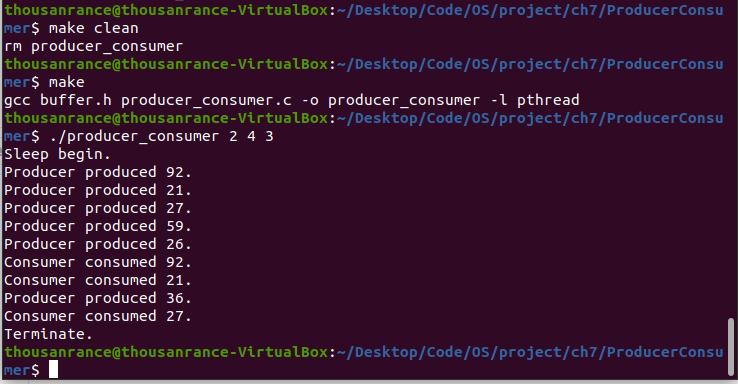 thousanrance@thousanrance-VirtualBox:~/Desktop/Code/OS/project/ch7/ProducerConsu
mer$ make clean
rm producer_consumer
thousanrance@thousanrance-VirtualBox:~/Desktop/Code/OS/project/ch7/ProducerConsu
mer$ make
gcc buffer.h producer_consumer.c -o producer_consumer -l pthread
thousanrance@thousanrance-VirtualBox:~/Desktop/Code/OS/project/ch7/ProducerConsu
mer$ ./producer_consumer 2 4 3
Sleep begin.
Producer produced 92.
Producer produced 21.
Producer produced 27.
Producer produced 59.
Producer produced 26.
Consumer consumed 92.
Consumer consumed 21.
Producer produced 36.
Consumer consumed 27.
Terminate.
thousanrance@thousanrance-VirtualBox:~/Desktop/Code/OS/project/ch7/ProducerConsu
mer$